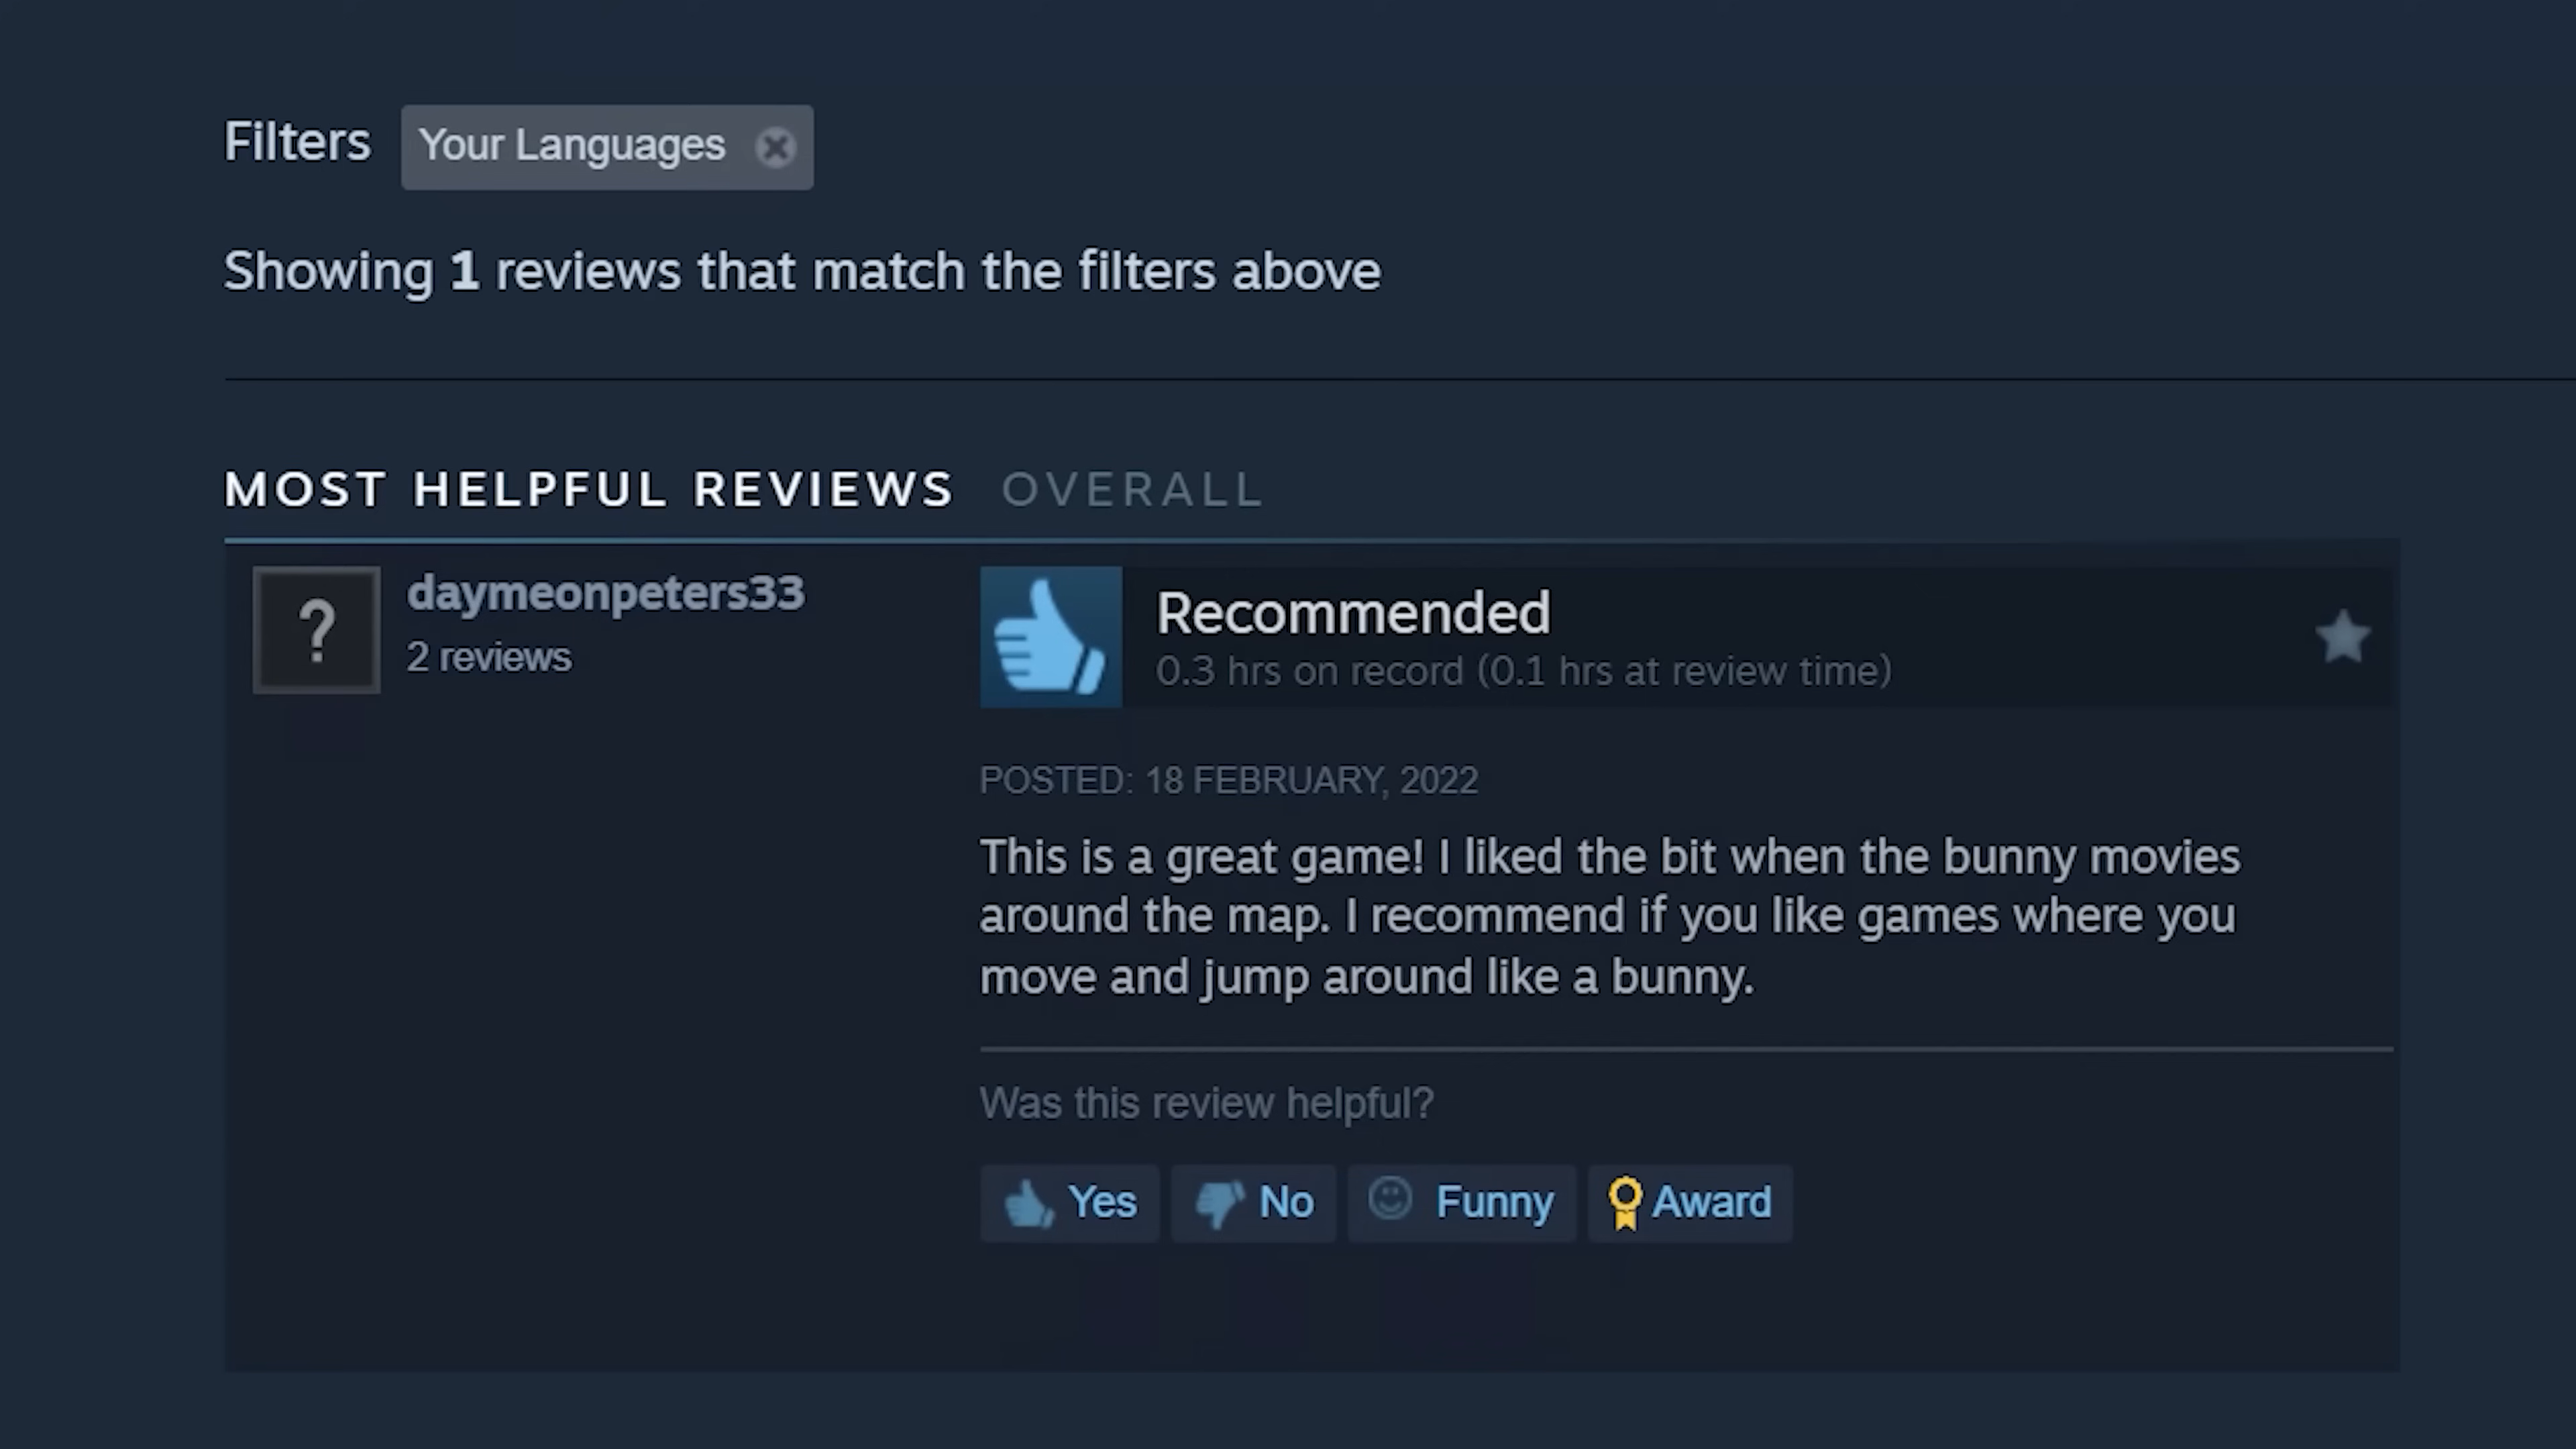 Filters Your Languages
Showing 1 reviews that match the filters above
MOST HELPFUL REVIEWS OVERALL
?
daymeonpeters33
2 reviews
Recommended
0.3 hrs on record (0.1 hrs at review time)
POSTED: 18 FEBRUARY, 2022
This is a great game! I liked the bit when the bunny movies
around the map. I recommend if you like games where you
move and jump around like a bunny.
Was this review helpful?
Yes No Funny Award